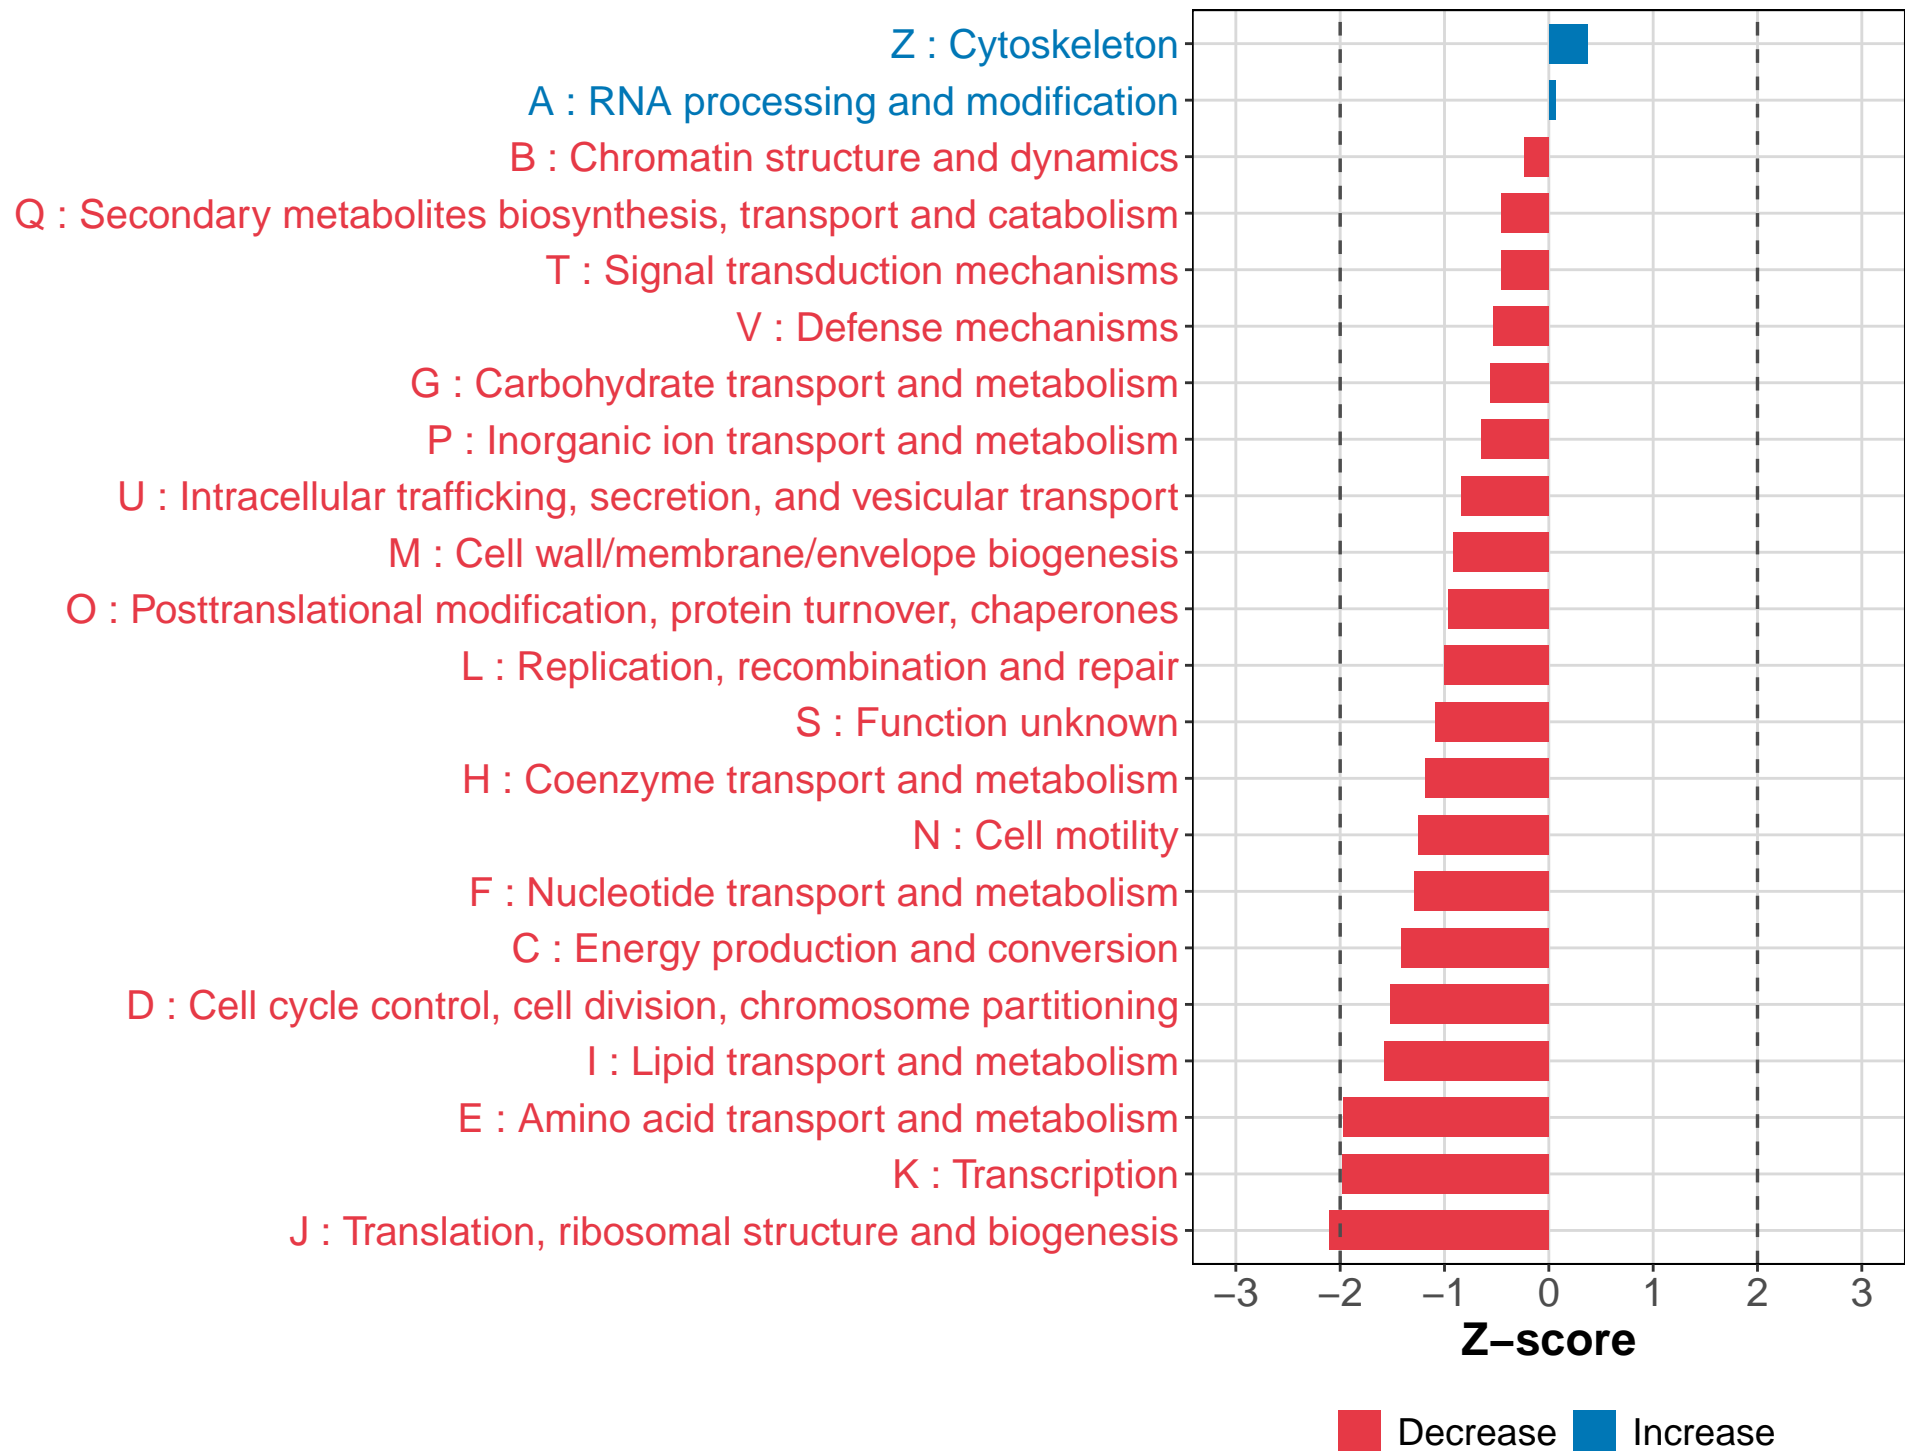 Z : Cytoskeleton
A : RNA processing and modification
B : Chromatin structure and dynamics
Q : Secondary metabolites biosynthesis, transport and catabolism
T : Signal transduction mechanisms
V : Defense mechanisms
G : Carbohydrate transport and metabolism
P : Inorganic ion transport and metabolism
U : Intracellular trafficking, secretion, and vesicular transport
M : Cell wall/membrane/envelope biogenesis
O : Posttranslational modification, protein turnover, chaperones
L : Replication, recombination and repair
S : Function unknown
H : Coenzyme transport and metabolism
N : Cell motility
F : Nucleotide transport and metabolism
C : Energy production and conversion
D : Cell cycle control, cell division, chromosome partitioning
I : Lipid transport and metabolism
E : Amino acid transport and metabolism
K : Transcription
J : Translation, ribosomal structure and biogenesis
−3 −2 −1 0 1 2 3
Z−score
Decrease Increase